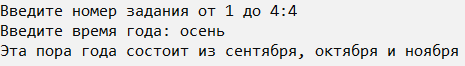 Введите номер задания от 1 до 4:4
Введите время года: осень
Эта пора года состоит из сентября, октября и ноября